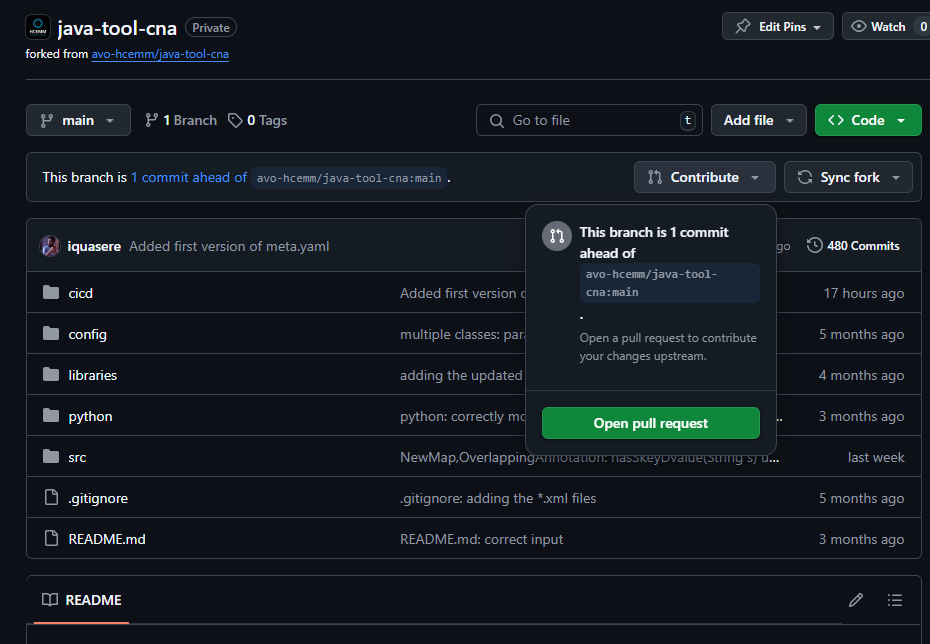 HCEMM
java-tool-cna Private
Edit Pins
Watch 0
forked from avo-hcemm/java-tool-cna
main
1 Branch
0 Tags
Go to file
t
Add file
Code
This branch is 1 commit ahead of avo-hcemm/java-tool-cna:main .
Contribute
Sync fork
This branch is 1 commit
ahead of
avo-hcemm/java-tool-
cna:main
.
Open a pull request to contribute
your changes upstream.
Open pull request
iquasere Added first version of meta.yaml
go
480 Commits
cicd Added first version 17 hours ago
config multiple classes: 5 months ago
libraries adding the updated 4 months ago
python python: correctly ... 3 months ago
src NewMap,OverlappingAnnotation: hasSkeyDvalue(String s) u... last week
.gitignore .gitignore: adding the *.xml files 5 months ago
README.md README.md: correct input 3 months ago
README